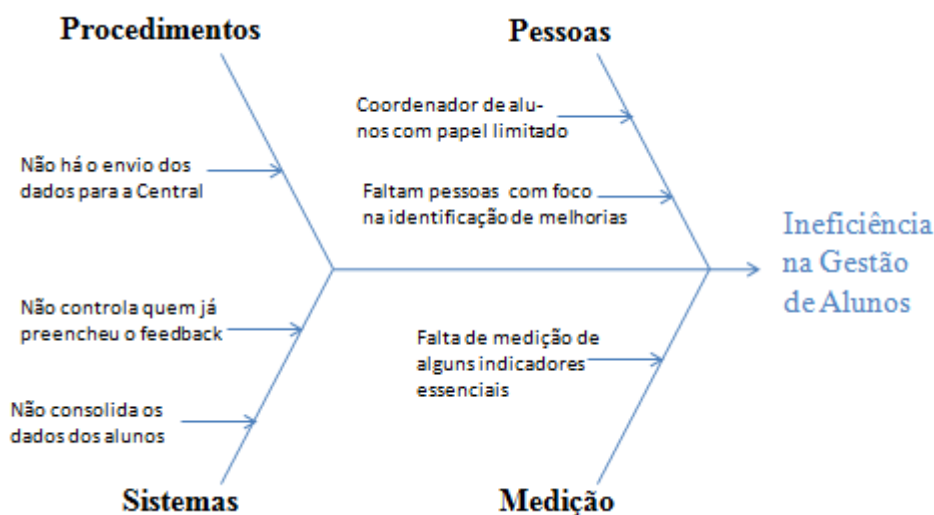 Procedimentos
Pessoas
Coordenador de alu-
nos com papel limitado
Não há o envio dos
dados para a Central
Faltam pessoas com foco
na identificação de melhorias
Ineficiência
na Gestão
de Alunos
Não controla quem já
preencheu o feedback
Falta de medição de
alguns indicadores
essenciais
Não consolida os
dados dos alunos
Sistemas
Medição